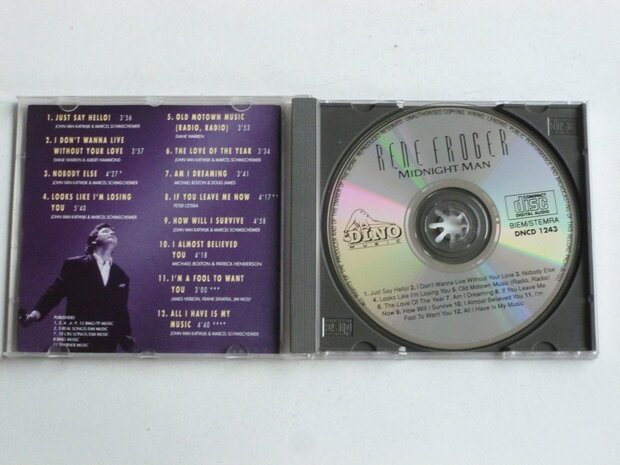 1. JUST SAY HELLO! 3'56
JOHN VAN KATWIJK & MARCEL SCHIMSCHEIMER
2. I DON'T WANNA LIVE
WITHOUT YOUR LOVE 3'57
DIANE WARREN & ALBERT HAMMOND
3. NOBODY ELSE 4'27*
JOHN VAN KATWIJK & MARCEL SCHIMSCHEIMER
4. LOOKS LIKE I'M LOSING
YOU 5'40
JOHN VAN KATWIJK & MARCEL SCHIMSCHEIMER
PUBLISHERS
5. OLD MOTOWN MUSIC
(RADIO, RADIO) 3'53
DIANE WARREN
6. THE LOVE OF THE YEAR 3'34
JOHN VAN KATWIJK & MARCEL SCHIMSCHEIMER
7. AM I DREAMING 3'41
MICHAEL BOSTON & DOUG JAMES
8. IF YOU LEAVE ME NOW 4'17**
PETER CETERA
9. HOW WILL I SURVIVE 4'58
JOHN VAN KATWIJK & MARCEL SCHIMSCHEIMER
10. I ALMOST BELIEVED
YOU 4'18
MICHAEL BOSTON & PATRICK HENDERSON
11. I'M A FOOL TO WANT
YOU 3'00 ***
JAMES HERRON, FRANK SINATRA, JIM WOLF
12. ALL I HAVE IS MY
MUSIC 4'40 ****
JOHN VAN KATWIJK & MARCEL SCHIMSCHEIMER
RENE FROGER
MIDNIGHT MAN
DINO
MUSIC
COMPACT
disc
DIGITAL AUDIO
BIEM/STEMRA
DNCD 1243
1. Just Say Hello! 2. I Don't Wanna Live Without Your Love 3. Nobody Else
4. Looks Like I'm Losing You 5. Old Motown Music (Radio, Radio)
6. The Love Of The Year 7. Am I Dreaming 8. If You Leave Me
Now 9. How Will I Survive 10. I Almost Believed You 11. I'm A
Fool To Want You 12. All I Have Is My Music